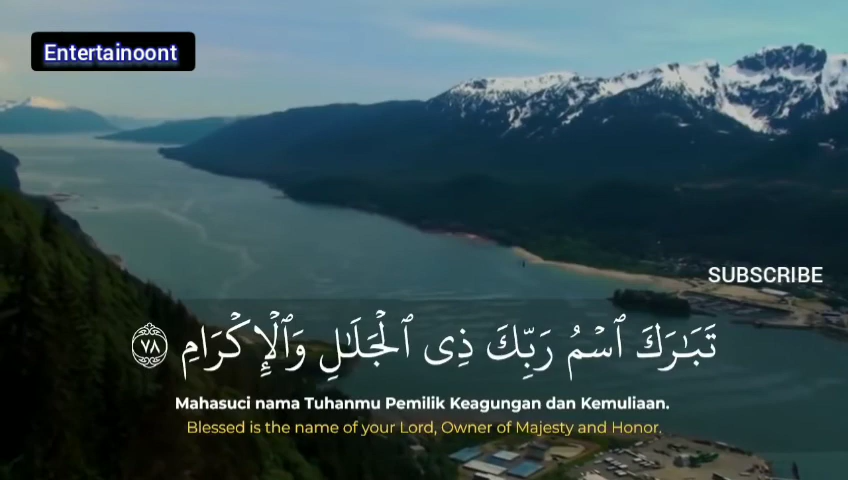 Entertainoont
SUBSCRIBE
تَبَـٰرَكَ ٱسْمُ رَبِّكَ ذِى ٱلْجَلَـٰلِ وَٱلْإِكْرَامِ ٧٨
Mahasuci nama Tuhanmu Pemilik Keagungan dan Kemuliaan.
Blessed is the name of your Lord, Owner of Majesty and Honor.